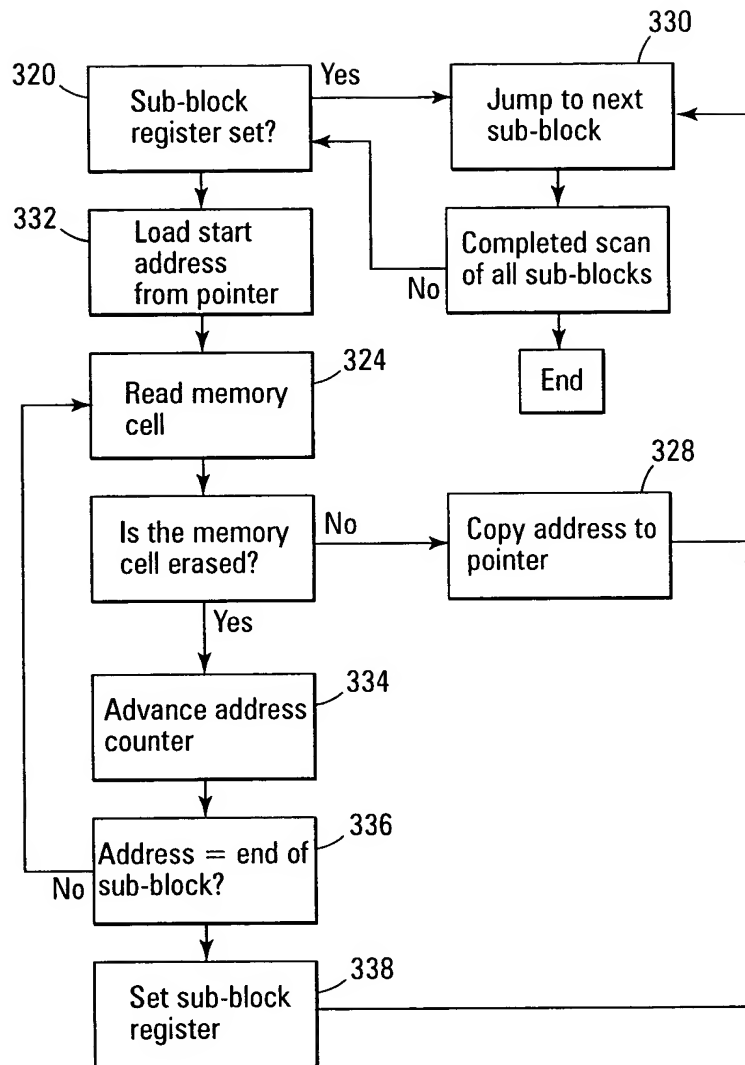 330
320
Yes
Sub-block
register set?
Jump to next
sub-block
332
Load start
address
from pointer
Completed scan
of all sub-blocks
No
324
Read memory
cell
End
328
Is the memory
cell erased?
No
Copy address to
pointer
Yes
334
Advance address
counter
336
Address = end of
sub-block?
No
338
Set sub-block
register